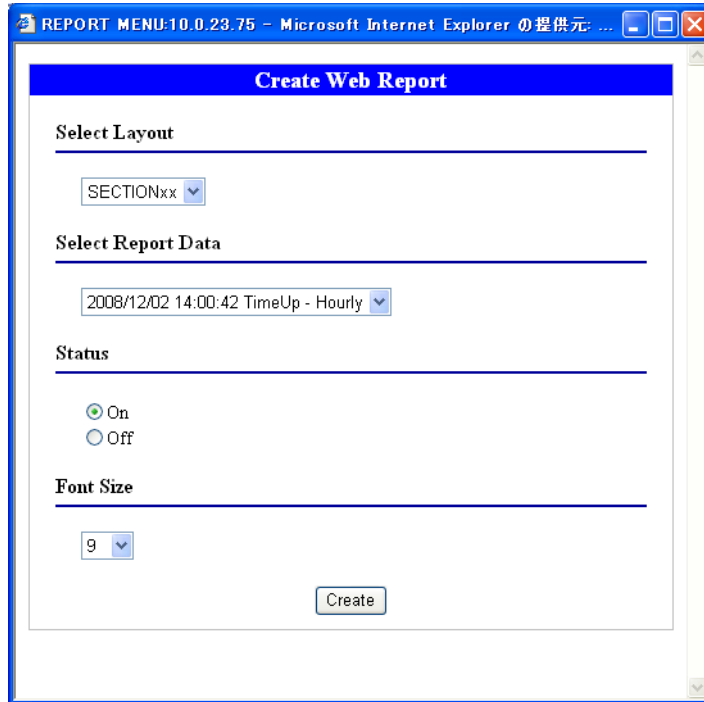 REPORT MENU:10.0.23.75 - Microsoft Internet Explorer の提供元: ...
Create Web Report
Select Layout
SECTIONxx
Select Report Data
2008/12/02 14:00:42 TimeUp - Hourly
Status
On
Off
Font Size
9
Create